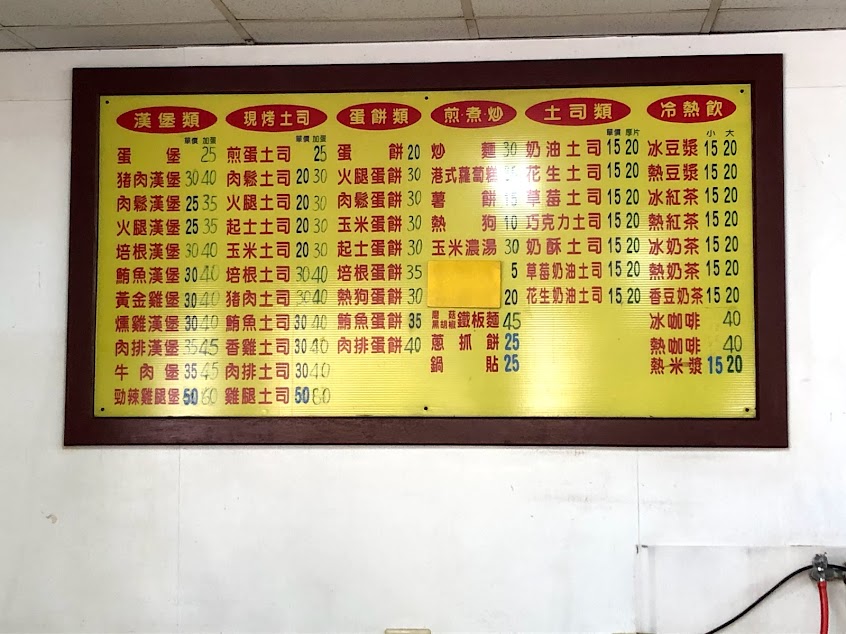 漢堡類
單價 加蛋
蛋堡 25
豬肉漢堡 30 40
肉鬆漢堡 25 35
火腿漢堡 25 35
培根漢堡 30 40
鮪魚漢堡 30 40
黃金雞堡 30 40
燻雞漢堡 30 40
肉排漢堡 35 45
牛肉堡 35 45
勁辣雞腿堡 50 60
現烤土司
單價 加蛋
煎蛋土司 25
肉鬆土司 20 30
火腿土司 20 30
起士土司 20 30
玉米土司 20 30
培根土司 30 40
豬肉土司 30 40
鮪魚土司 30 40
香雞土司 30 40
肉排土司 30 40
雞腿土司 50 60
蛋餅類
蛋餅 20
火腿蛋餅 30
肉鬆蛋餅 30
玉米蛋餅 30
起士蛋餅 30
培根蛋餅 35
熱狗蛋餅 30
鮪魚蛋餅 35
肉排蛋餅 40
煎·煮·炒
炒麵 30
港式蘿蔔糕
薯餅 15
熱狗 10
玉米濃湯 30
5
20
蘑菇
黑胡椒 鐵板麵 45
蔥抓餅 25
鍋貼 25
土司類
單價 厚片
奶油土司 15 20
花生土司 15 20
草莓土司 15 20
巧克力土司 15 20
奶酥土司 15 20
草莓奶油土司 15 20
花生奶油土司 15 20
冷熱飲
小 大
冰豆漿 15 20
熱豆漿 15 20
冰紅茶 15 20
熱紅茶 15 20
冰奶茶 15 20
熱奶茶 15 20
香豆奶茶 15 20
冰咖啡 40
熱咖啡 40
熱米漿 15 20